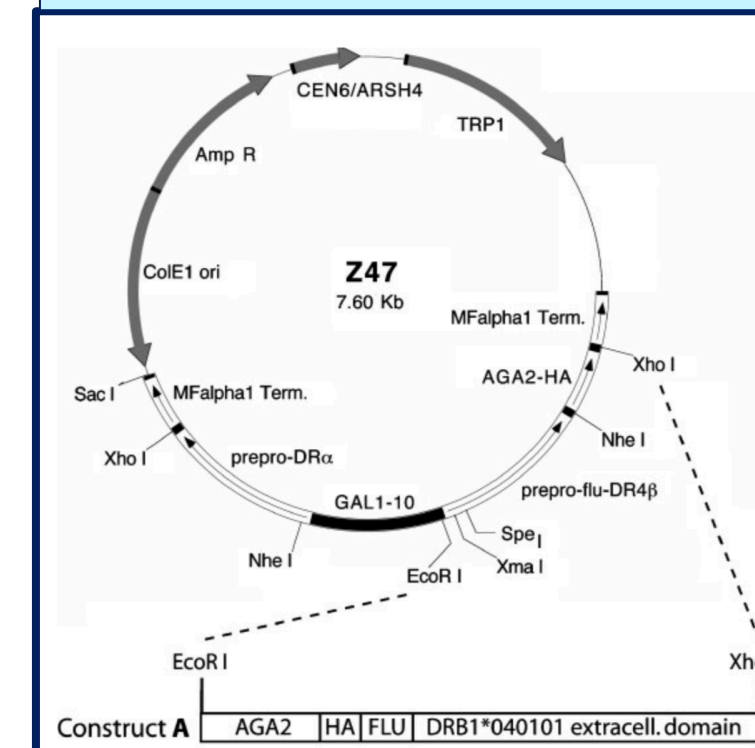 CEN6/ARSH4
TRP1
Amp R
ColE1 ori
Z47
7.60 Kb
MFalpha1 Term.
Xho I
AGA2-HA
Sac I
MFalpha1 Term.
Nhe I
Xho I
prepro-DRα
prepro-flu-DR4β
GAL1-10
Spe I
Nhe I
Xma I
EcoR I
EcoR I
Xh
Construct A
AGA2 HA FLU DRB1*040101 extracell. domain